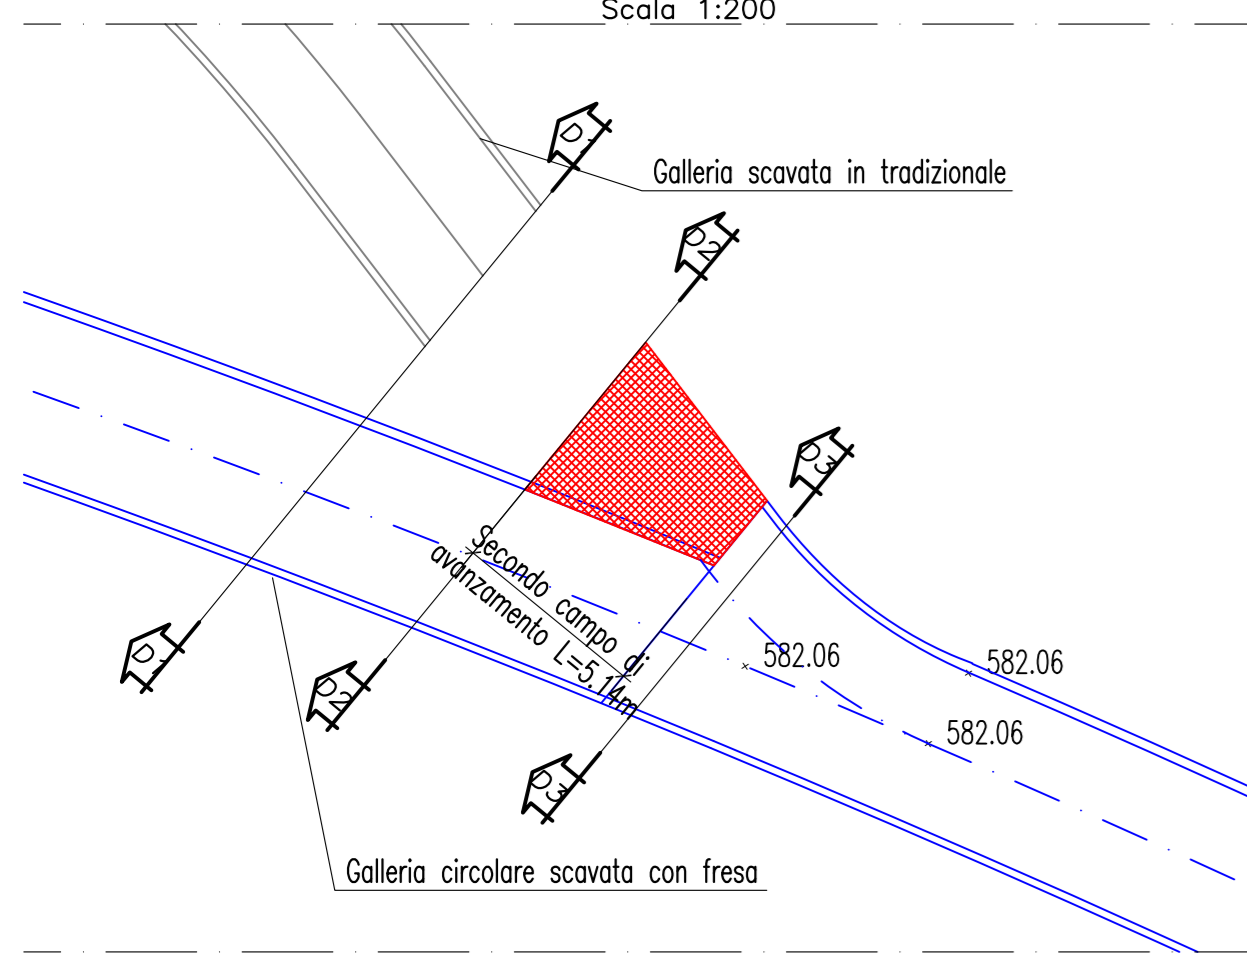 Scala 1:200
D1
Galleria scavata in tradizionale
D2
D3
Secondo campo di
avanzamento L=5.14m
582.06
582.06
582.06
D1
D2
D3
Galleria circolare scavata con fresa